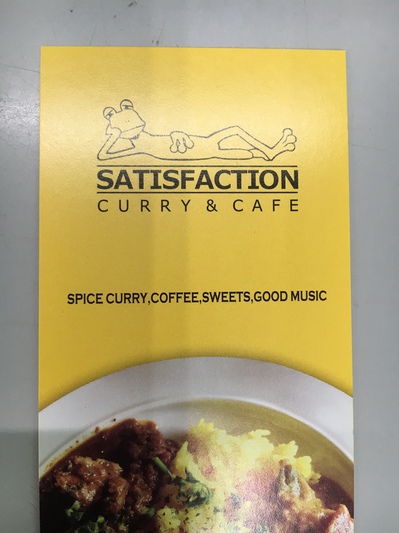 SATISFACTION
CURRY & CAFE
SPICE CURRY,COFFEE,SWEETS,GOOD MUSIC